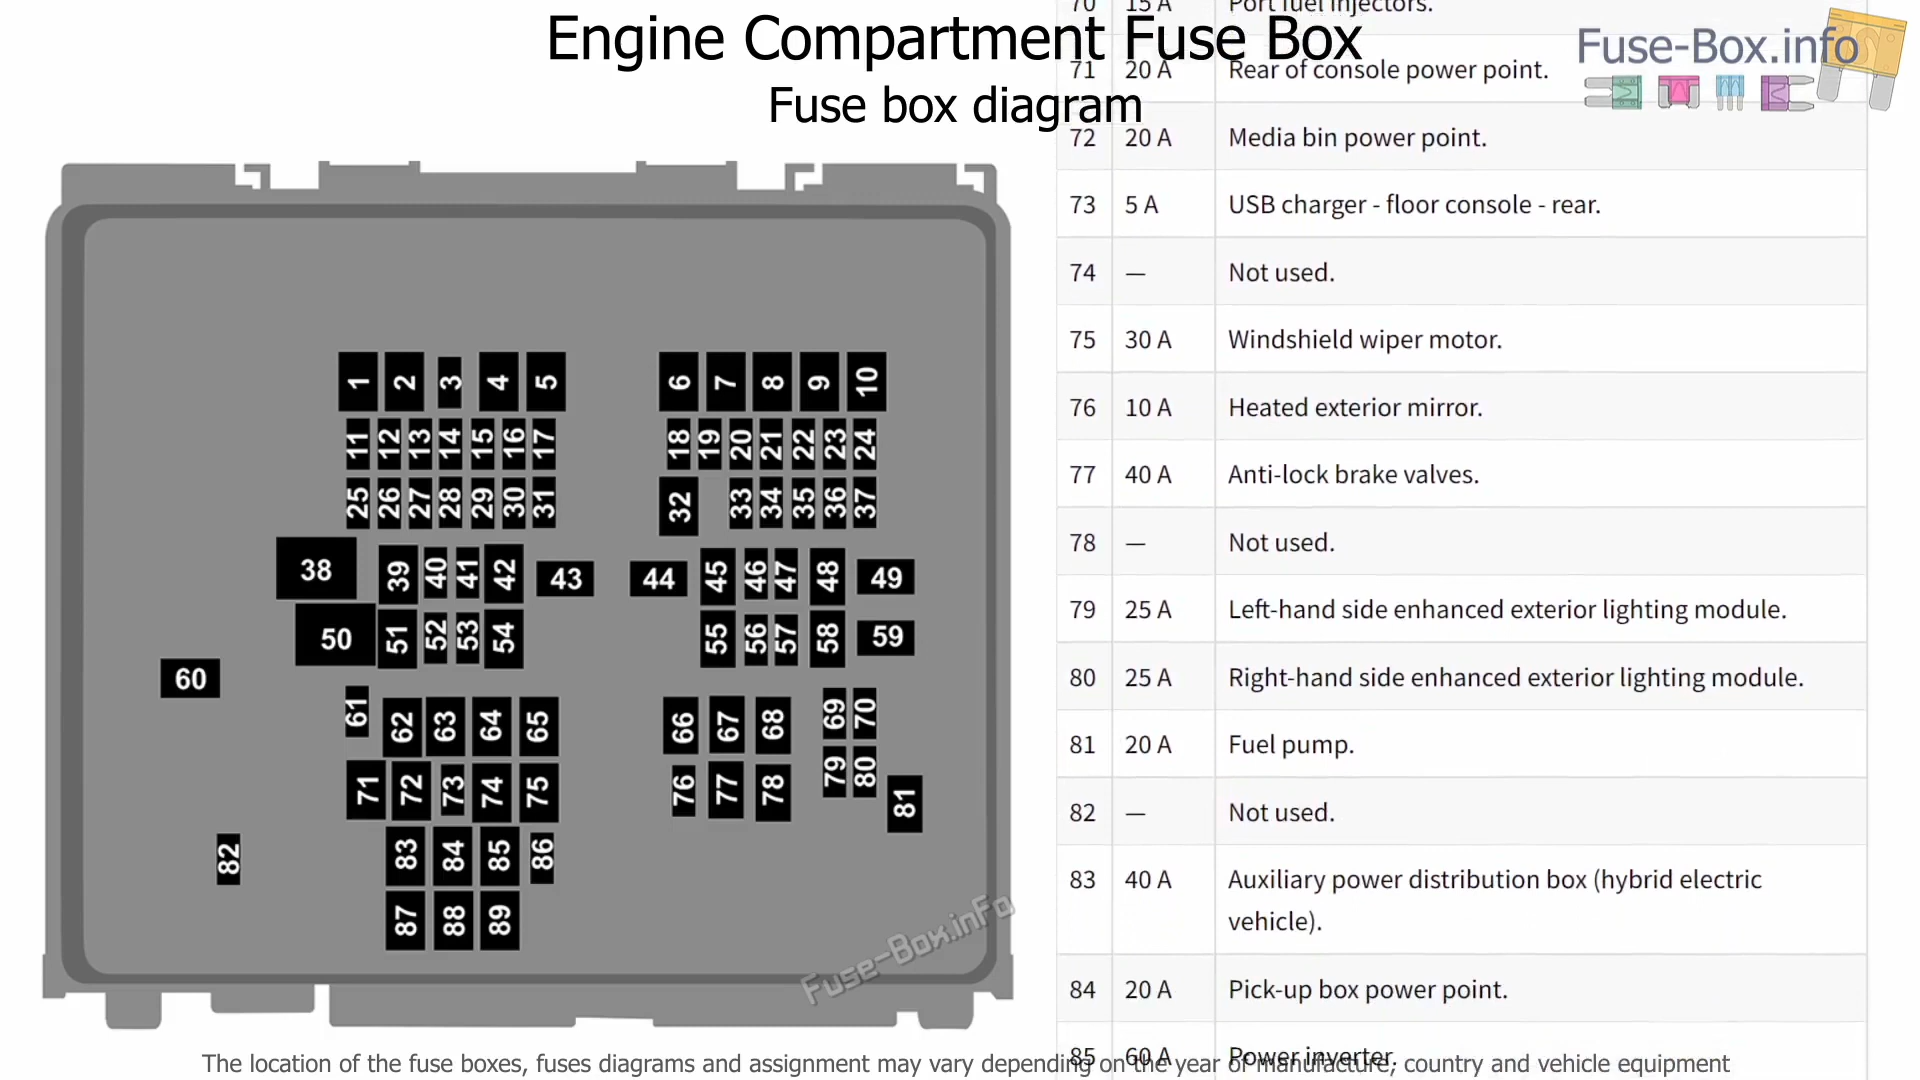 Engine Compartment Fuse Box
Fuse box diagram
Fuse-Box.info
1 2 3 4 5 6 7 8 9 10
11 12 13 14 15 16 17 18 19 20 21 22 23 24
25 26 27 28 29 30 31 32 33 34 35 36 37
38 39 40 41 42 43 44 45 46 47 48 49
50 51 52 53 54 55 56 57 58 59
60
61 62 63 64 65 66 67 68 69 70
71 72 73 74 75 76 77 78 79 80
81
82 83 84 85 86
87 88 89
Fuse-Box.inFo
70 15 A Port fuel injectors.
71 20 A Rear of console power point.
72 20 A Media bin power point.
73 5 A USB charger - floor console - rear.
74 — Not used.
75 30 A Windshield wiper motor.
76 10 A Heated exterior mirror.
77 40 A Anti-lock brake valves.
78 — Not used.
79 25 A Left-hand side enhanced exterior lighting module.
80 25 A Right-hand side enhanced exterior lighting module.
81 20 A Fuel pump.
82 — Not used.
83 40 A Auxiliary power distribution box (hybrid electric
vehicle).
84 20 A Pick-up box power point.
85 60 A Power inverter.
The location of the fuse boxes, fuses diagrams and assignment may vary depending on the year of manufacture, country and vehicle equipment